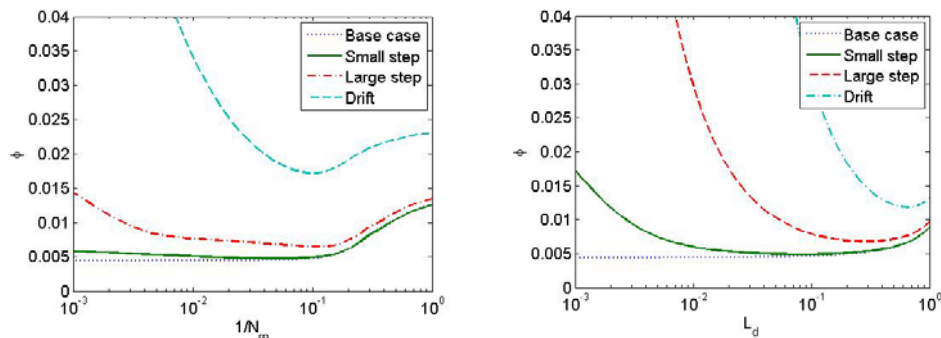 0.04
0.035
0.03
0.025
0.02
0.015
0.01
0.005
0
ϕ
10^-3
10^-2
10^-1
10^0
1/N_∞
Base case
Small step
Large step
Drift
0.04
0.035
0.03
0.025
0.02
0.015
0.01
0.005
0
ϕ
10^-3
10^-2
10^-1
10^0
L_d
Base case
Small step
Large step
Drift